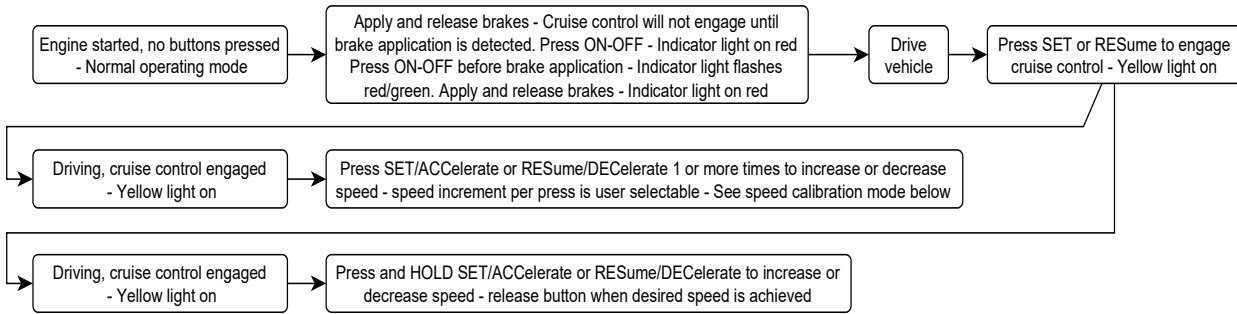 Engine started, no buttons pressed
- Normal operating mode
Apply and release brakes - Cruise control will not engage until
brake application is detected. Press ON-OFF - Indicator light on red
Press ON-OFF before brake application - Indicator light flashes
red/green. Apply and release brakes - Indicator light on red
Drive
vehicle
Press SET or RESume to engage
cruise control - Yellow light on
Driving, cruise control engaged
- Yellow light on
Press SET/ACCelerate or RESume/DECelerate 1 or more times to increase or decrease
speed - speed increment per press is user selectable - See speed calibration mode below
Driving, cruise control engaged
- Yellow light on
Press and HOLD SET/ACCelerate or RESume/DECelerate to increase or
decrease speed - release button when desired speed is achieved